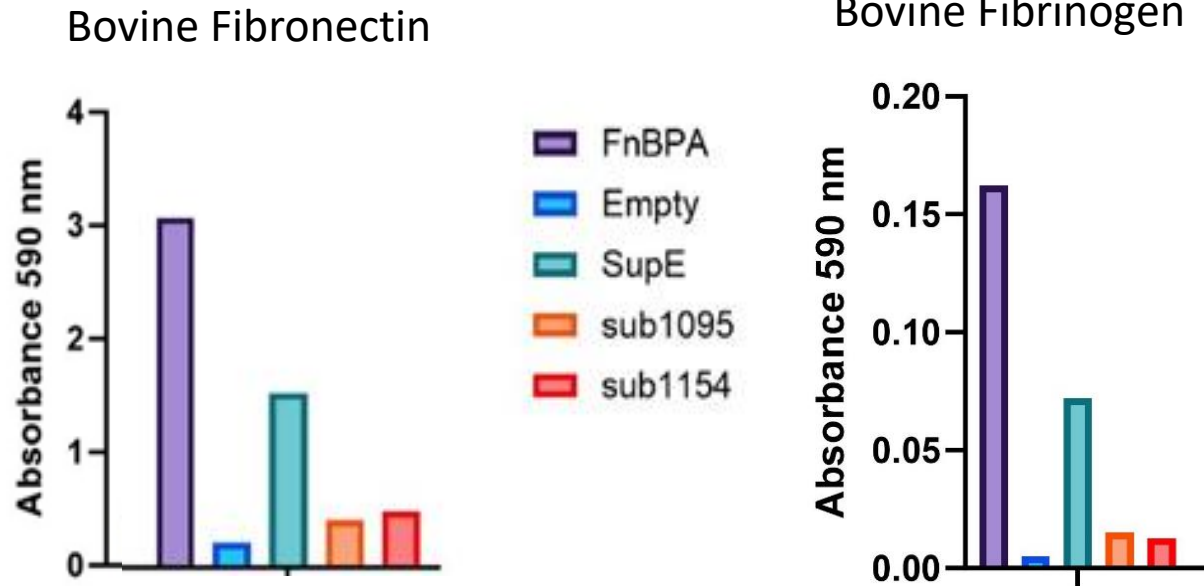 Bovine Fibronectin
Absorbance 590 nm
4
3
2
1
0
FnBPA
Empty
SupE
sub1095
sub1154
Bovine Fibrinogen
Absorbance 590 nm
0.20
0.15
0.10
0.05
0.00